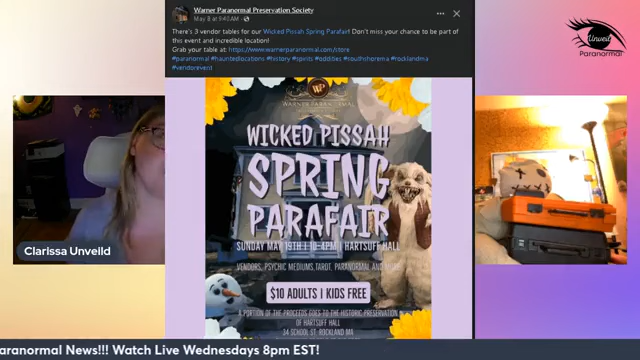 Warner Paranormal Preservation Society
May 8 at 9:40 AM
There's 3 vendor tables for our Wicked Pissah Spring Parafair! Don't miss your chance to be part of
this event and incredible location!
Grab your table at: https://www.warnerparanormal.com/store
#paranormal #hauntedlocations #history #spirits #oddities #southshorema #rocklandma
#vendorevent
Unveil
Paranormal
WP
WARNER PARANORMAL
WICKED PISSAH
SPRING
PARAFAIR
SUNDAY MAY 19TH | 10-4PM | HARTSUFF HALL
VENDORS, PSYCHIC MEDIUMS, TAROT, PARANORMAL AND MORE
$10 ADULTS | KIDS FREE
A PORTION OF THE PROCEEDS GOES TO THE HISTORIC PRESERVATION
OF HARTSUFF HALL
34 SCHOOL ST, ROCKLAND MA
Clarissa Unveild
aranormal News!!! Watch Live Wednesdays 8pm EST!